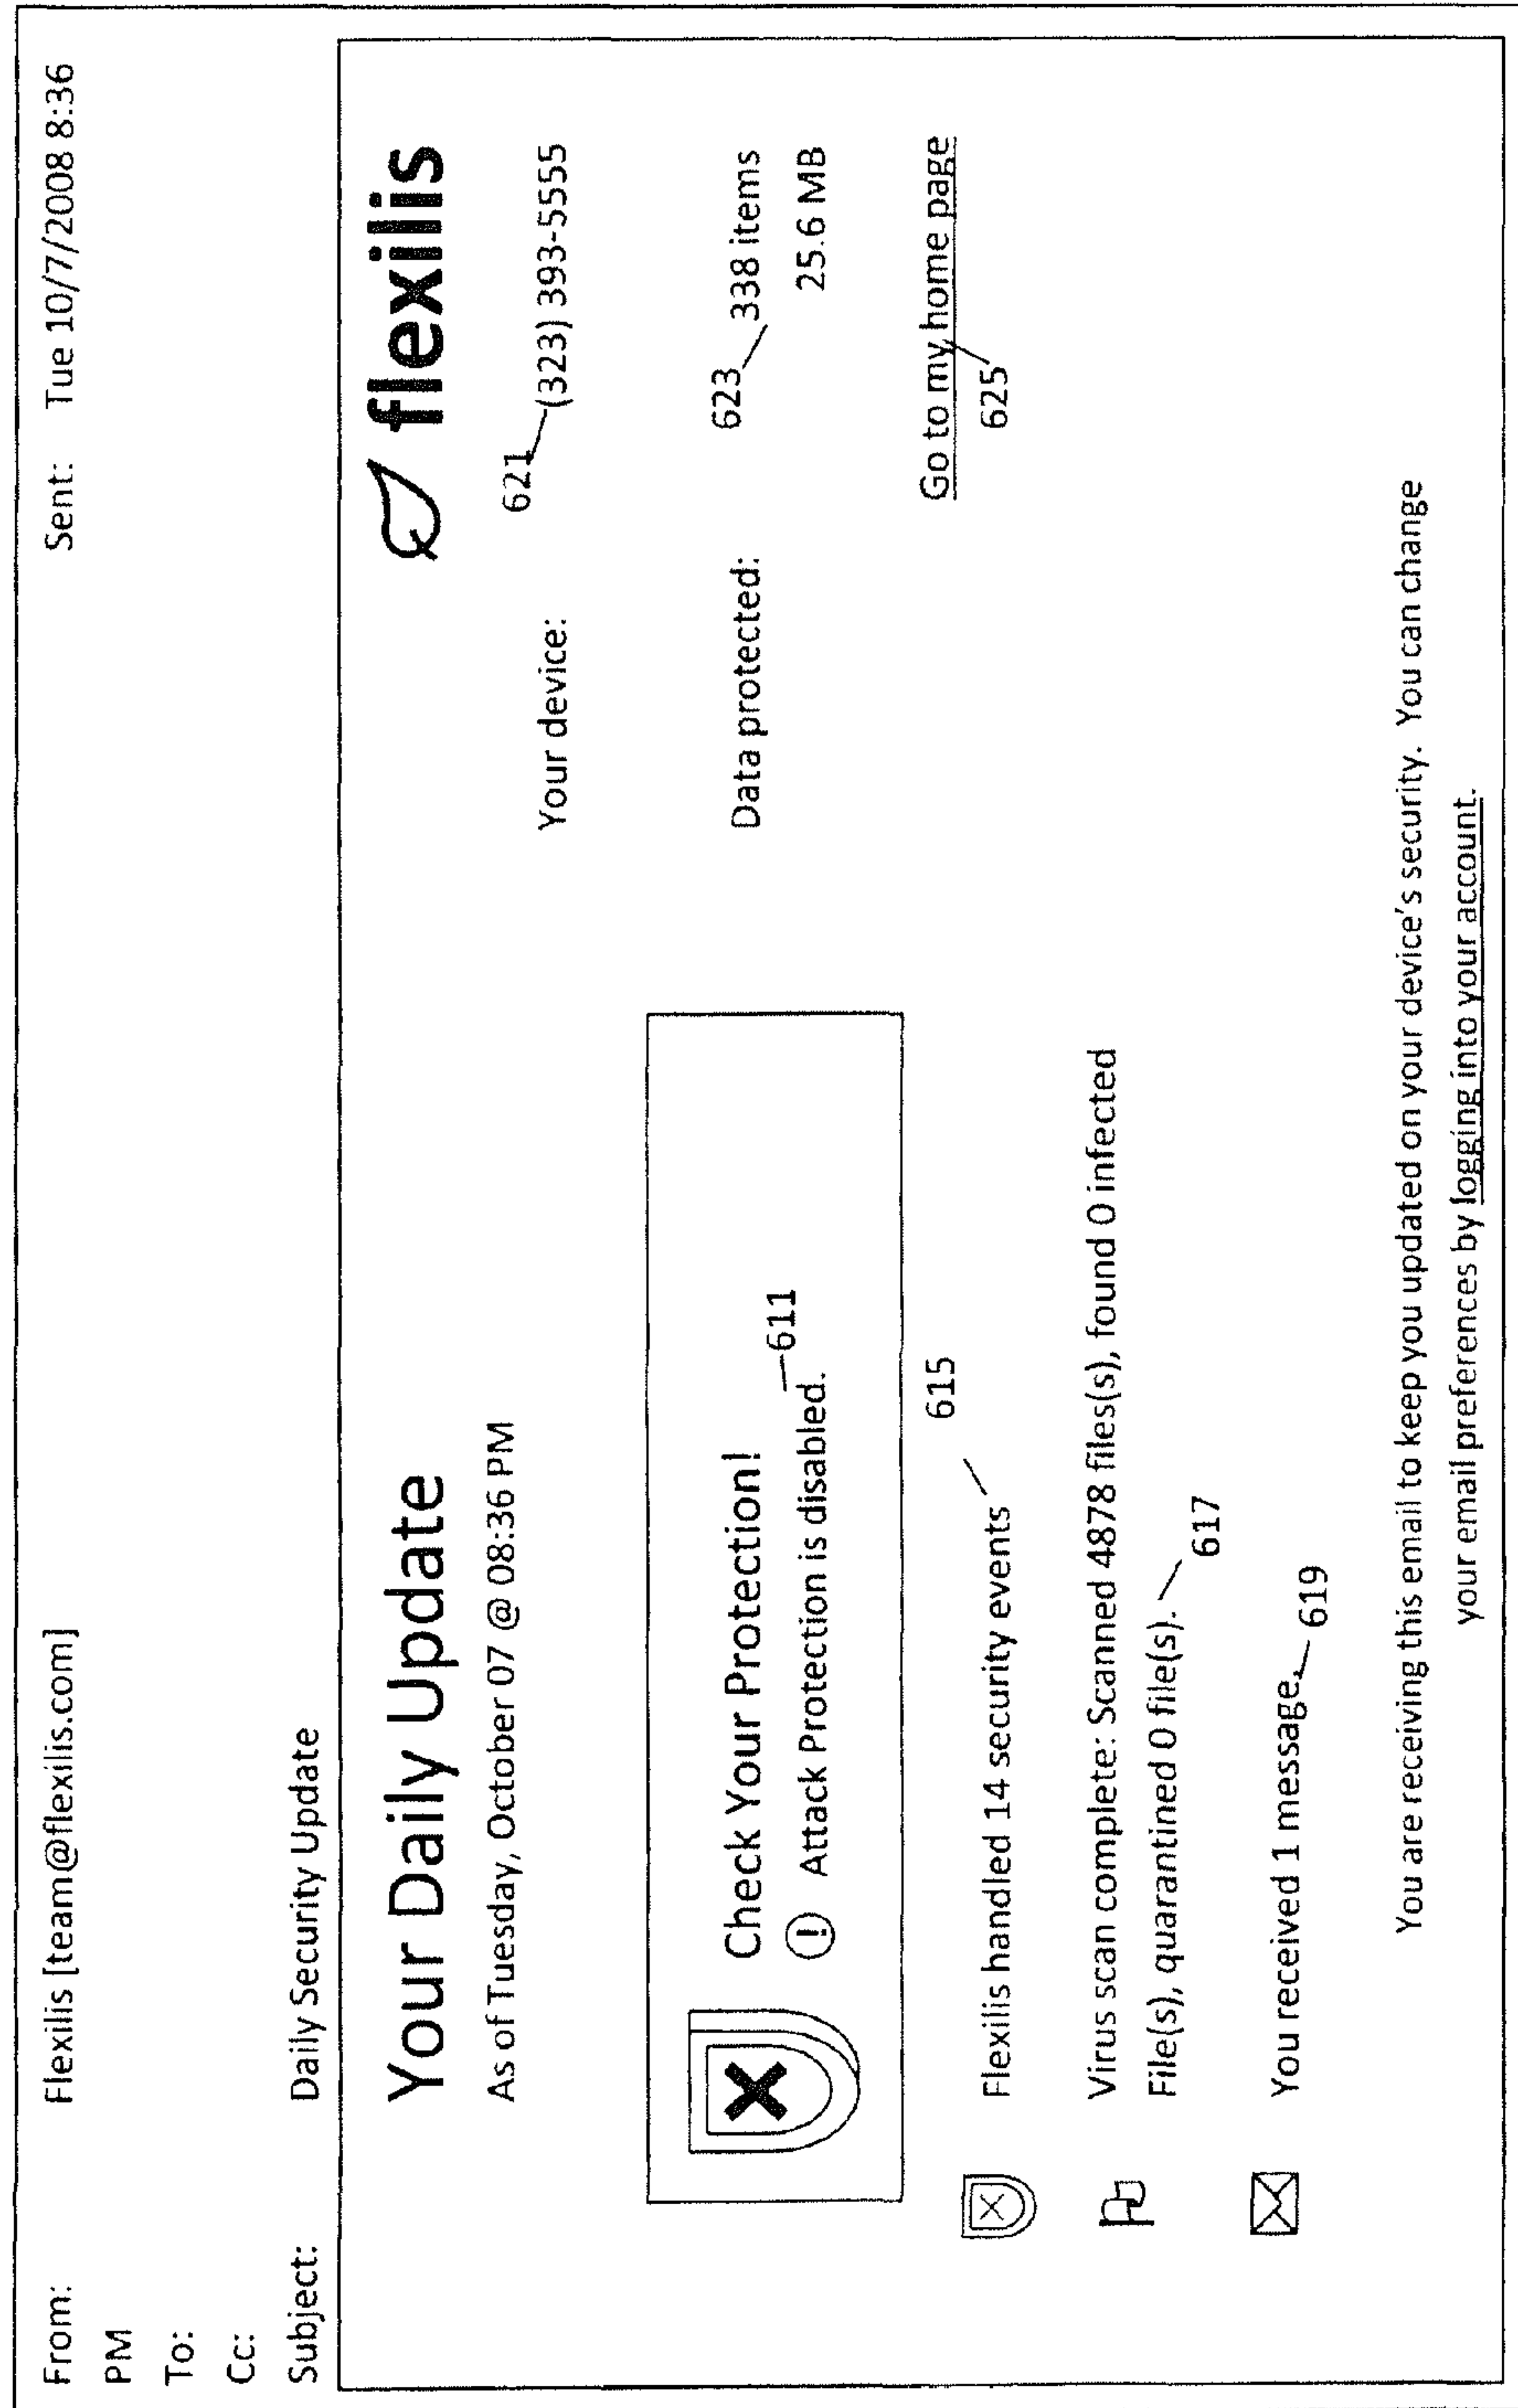 From: Flexilis [team@flexilis.com] Sent: Tue 10/7/2008 8:36
PM
To:
Cc:
Subject: Daily Security Update
Your Daily Update
flexilis
As of Tuesday, October 07 @ 08:36 PM
621
Your device: (323) 393-5555
Check Your Protection!
Attack Protection is disabled.
611
623
Data protected: 338 items
25.6 MB
Go to my home page
625
615
Flexilis handled 14 security events
Virus scan complete: Scanned 4878 files(s), found 0 infected
File(s), quarantined 0 file(s).
617
You received 1 message.
619
You are receiving this email to keep you updated on your device's security. You can change
your email preferences by logging into your account.